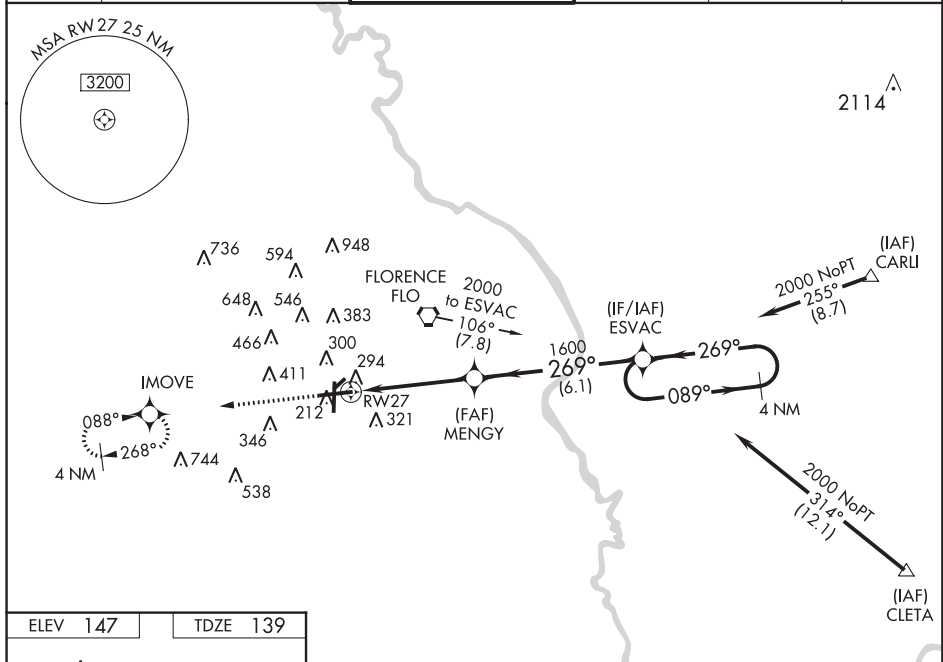 MSA RW27 25 NM
3200
2114
736
594
948
FLORENCE
FLO
2000
to ESVAC
106°
(7.8)
(IAF)
CARLI
2000 NoPT
255°
(8.7)
648
546
383
(IF/IAF)
ESVAC
466
300
1600
269°
(6.1)
269°
411
294
IMOVE
RW27
089°
088°
212
321
(FAF)
MENGY
4 NM
346
268°
4 NM
744
538
2000 NoPT
314°
(12.1)
(IAF)
CLETA
ELEV 147
TDZE 139